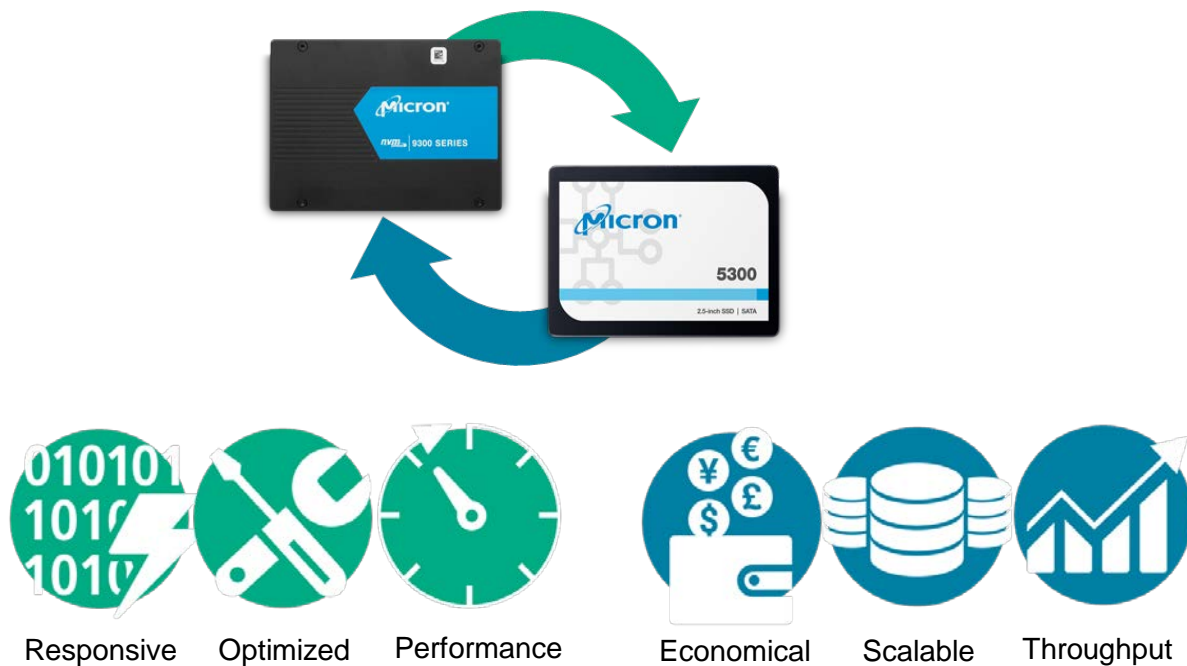 Micron
nvme | 9300 SERIES
Micron
5300
2.5-inch SSD | SATA
010101
1010
1010
€
¥
£
$
Responsive
Optimized
Performance
Economical
Scalable
Throughput